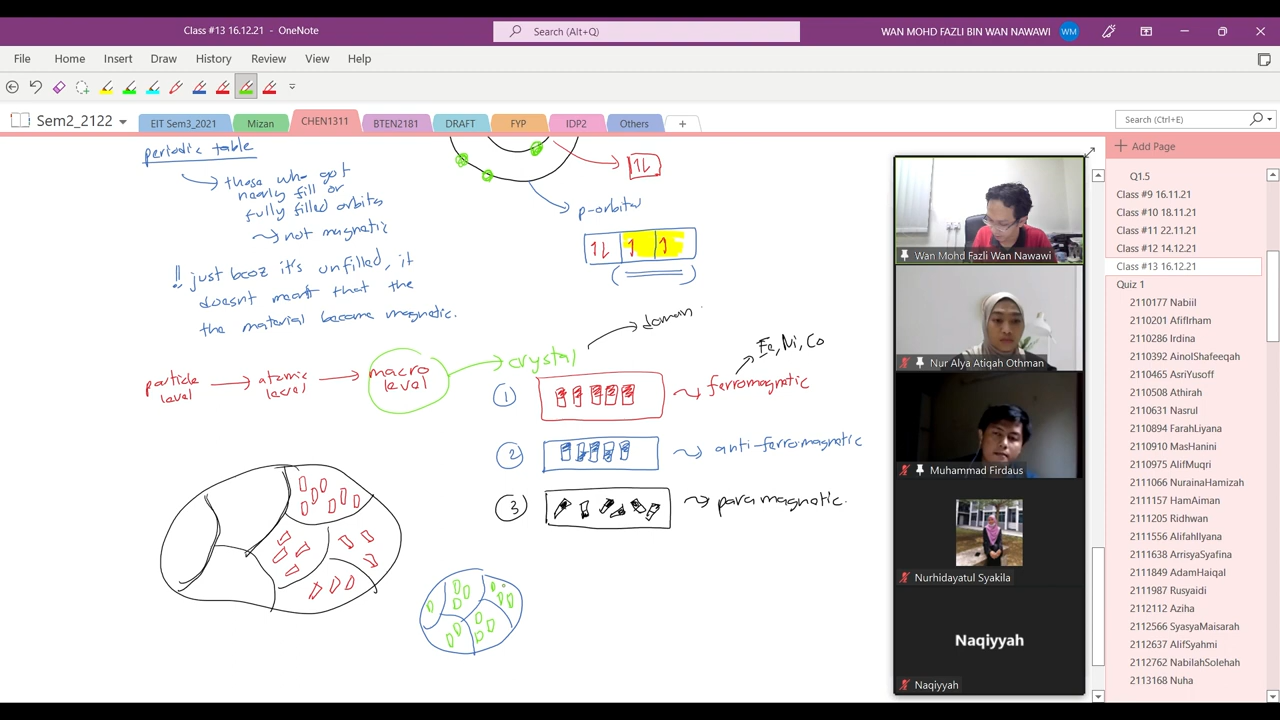 Class #13 16.12.21 - OneNote
Search (Alt+Q)
WAN MOHD FAZLI BIN WAN NAWAWI
WM
File Home Insert Draw History Review View Help
Sem2_2122
EIT Sem3_2021
Mizan
CHEN1311
BTEN2181
DRAFT
FYP
IDP2
Others
Search (Ctrl+E)
periodic table
those who got
nearly fill or
fully filled orbits
not magnetic
!! just bcoz it's unfilled, it
doesnt meant that the
the material become magnetic.
p-orbital
domain
particle level
atomic level
macro level
crystal
Fe, Ni, Co
1
ferromagnetic
2
anti-ferromagnetic
3
paramagnetic.
Wan Mohd Fazli Wan Nawawi
Nur Alya Atiqah Othman
Muhammad Firdaus
Nurhidayatul Syakila
Naqiyyah
Naqiyyah
Add Page
Q1.5
Class #9 16.11.21
Class #10 18.11.21
Class #11 22.11.21
Class #12 14.12.21
Class #13 16.12.21
Quiz 1
2110177 Nabiil
2110201 AfifIrham
2110286 Irdina
2110392 AinolShafeeqah
2110465 AsriYusoff
2110508 Athirah
2110631 Nasrul
2110894 FarahLiyana
2110910 MasHanini
2110975 AlifMuqri
2111066 NurainaHamizah
2111157 HamAiman
2111205 Ridhwan
2111556 AlifahIlyana
2111638 ArrisyaSyafina
2111849 AdamHaiqal
2111987 Rusyaidi
2112112 Aziha
2112566 SyasyaMaisarah
2112637 AlifSyahmi
2112762 NabilahSolehah
2113168 Nuha